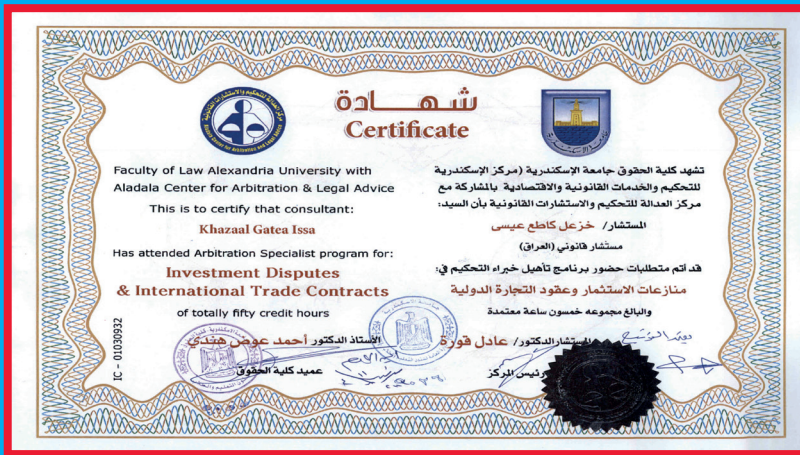 شهادة
Certificate
Faculty of Law Alexandria University with
Aladala Center for Arbitration & Legal Advice
This is to certify that consultant:
Khazaal Gatea Issa
Has attended Arbitration Specialist program for:
Investment Disputes
& International Trade Contracts
of totally fifty credit hours
تشهد كلية الحقوق جامعة الإسكندرية (مركز الإسكندرية
للتحكيم والخدمات القانونية والاقتصادية بالمشاركة مع
مركز العدالة للتحكيم والاستشارات القانونية بأن السيد:
المستشار/ خزعل كاطع عيسى
مستشار قانوني (العراق)
قد أتم متطلبات حضور برنامج تأهيل خبراء التحكيم في:
منازعات الاستثمار وعقود التجارة الدولية
والبالغ مجموعه خمسون ساعة معتمدة
المستشار الدكتور/ عادل قورة
رئيس المركز
الأستاذ الدكتور أحمد عوض هندي
عميد كلية الحقوق
IC - 01030932